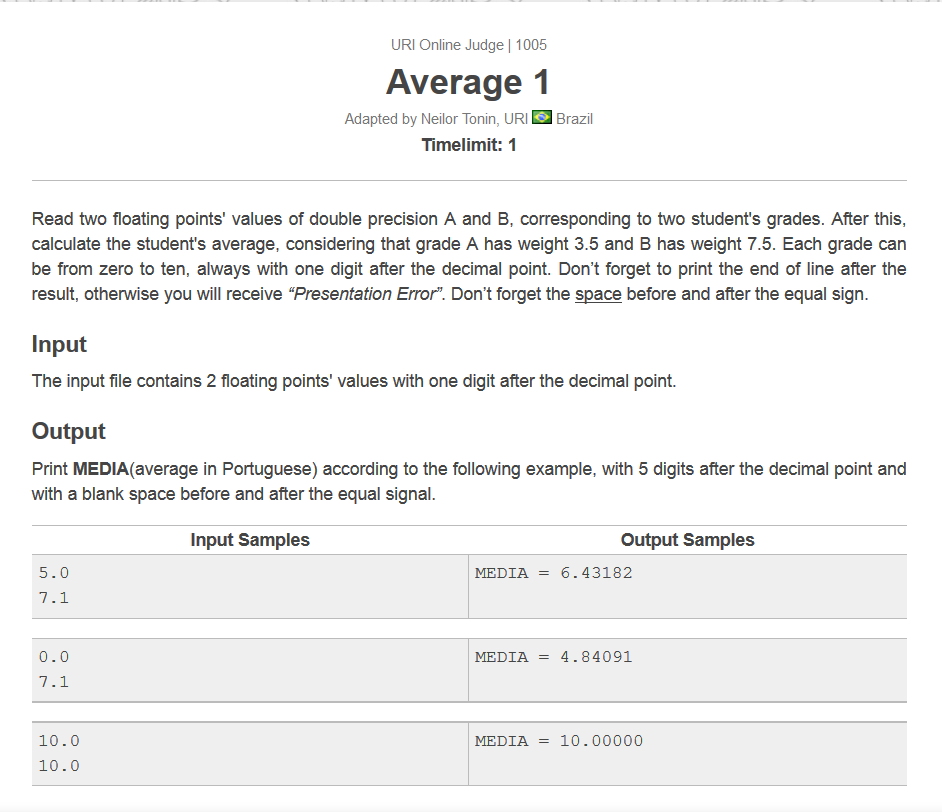 URI Online Judge | 1005
Average 1
Adapted by Neilor Tonin, URI Brazil
Timelimit: 1
Read two floating points' values of double precision A and B, corresponding to two student's grades. After this,
calculate the student's average, considering that grade A has weight 3.5 and B has weight 7.5. Each grade can
be from zero to ten, always with one digit after the decimal point. Don’t forget to print the end of line after the
result, otherwise you will receive “Presentation Error”. Don’t forget the space before and after the equal sign.
Input
The input file contains 2 floating points' values with one digit after the decimal point.
Output
Print MEDIA(average in Portuguese) according to the following example, with 5 digits after the decimal point and
with a blank space before and after the equal signal.
Input Samples Output Samples
5.0 MEDIA = 6.43182
7.1
0.0 MEDIA = 4.84091
7.1
10.0 MEDIA = 10.00000
10.0